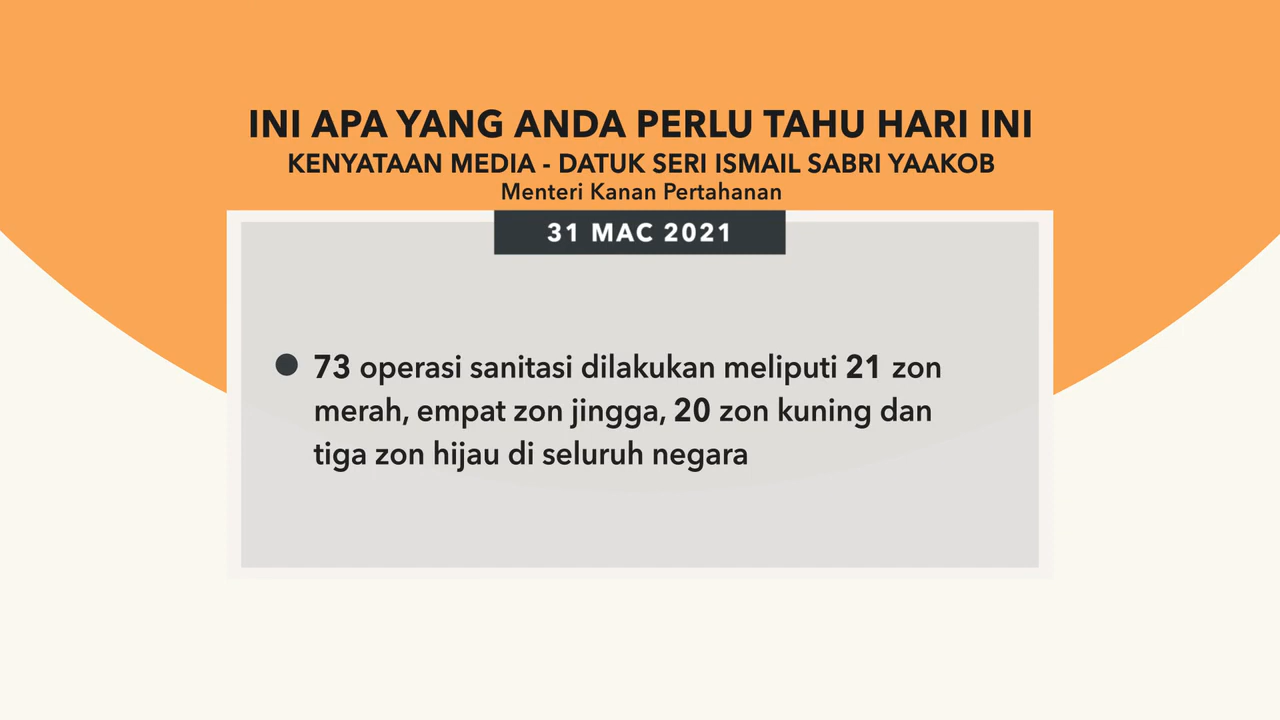 INI APA YANG ANDA PERLU TAHU HARI INI
KENYATAAN MEDIA - DATUK SERI ISMAIL SABRI YAAKOB
Menteri Kanan Pertahanan
31 MAC 2021
● 73 operasi sanitasi dilakukan meliputi 21 zon
merah, empat zon jingga, 20 zon kuning dan
tiga zon hijau di seluruh negara